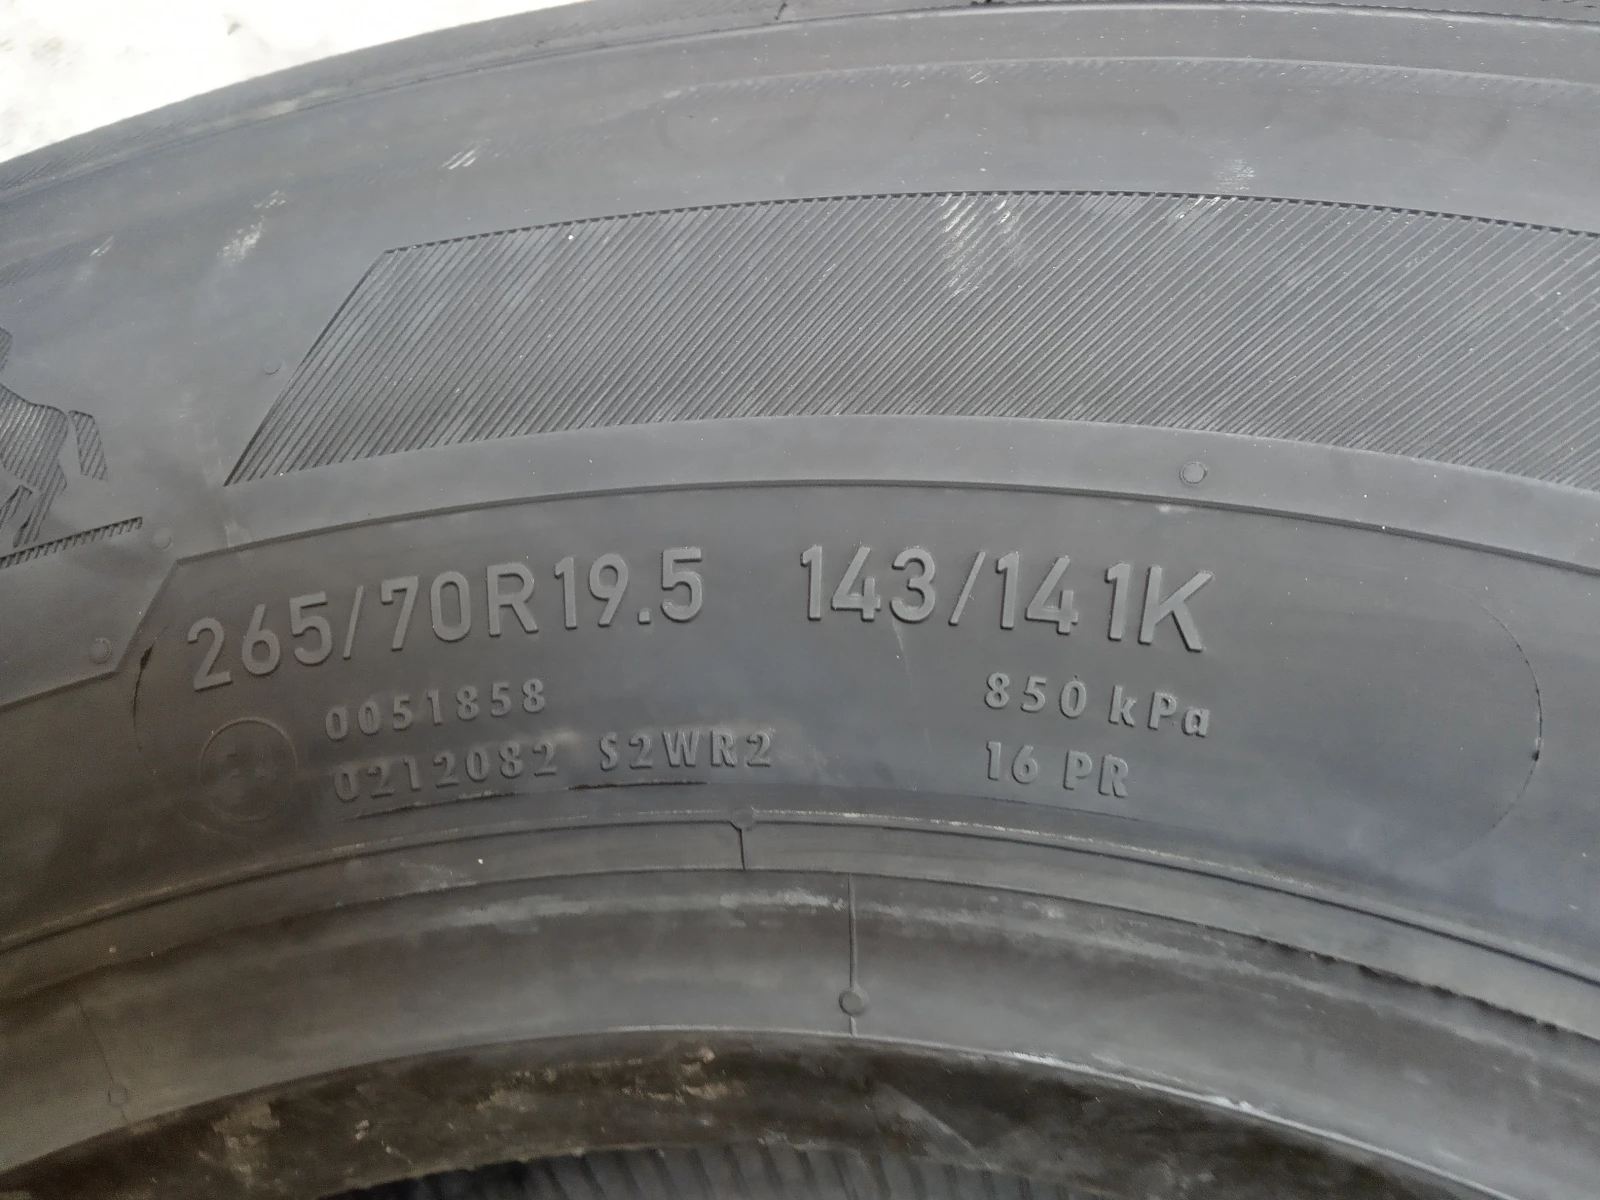 265/70R19.5 143/141K
0051858 850 kPa
0212082 S2WR2 16 PR